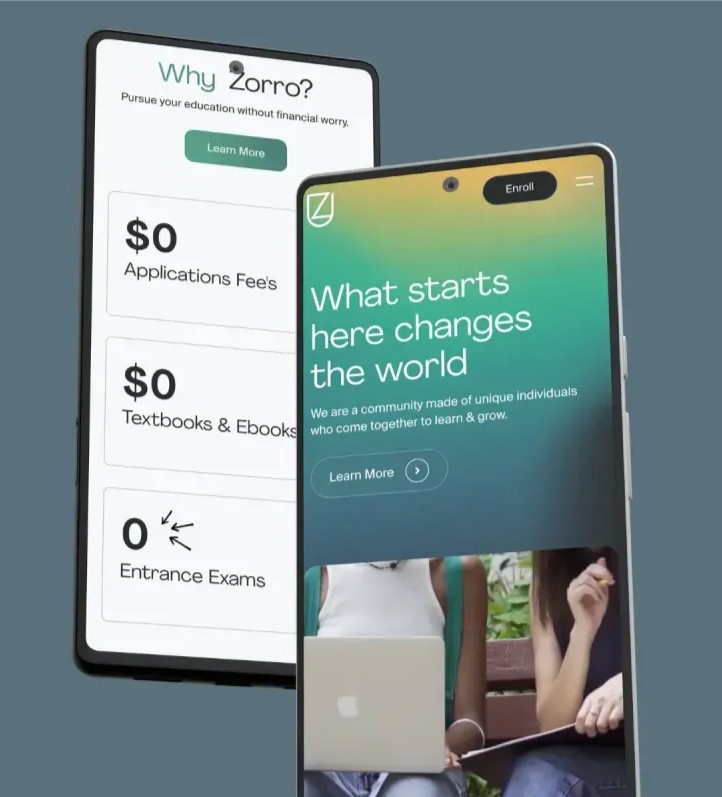 Why Zorro?
Pursue your education without financial worry.
Learn More
$0
Applications Fee's
$0
Textbooks & Ebooks
0
Entrance Exams
Z
Enroll
What starts
here changes
the world
We are a community made of unique individuals
who come together to learn & grow.
Learn More